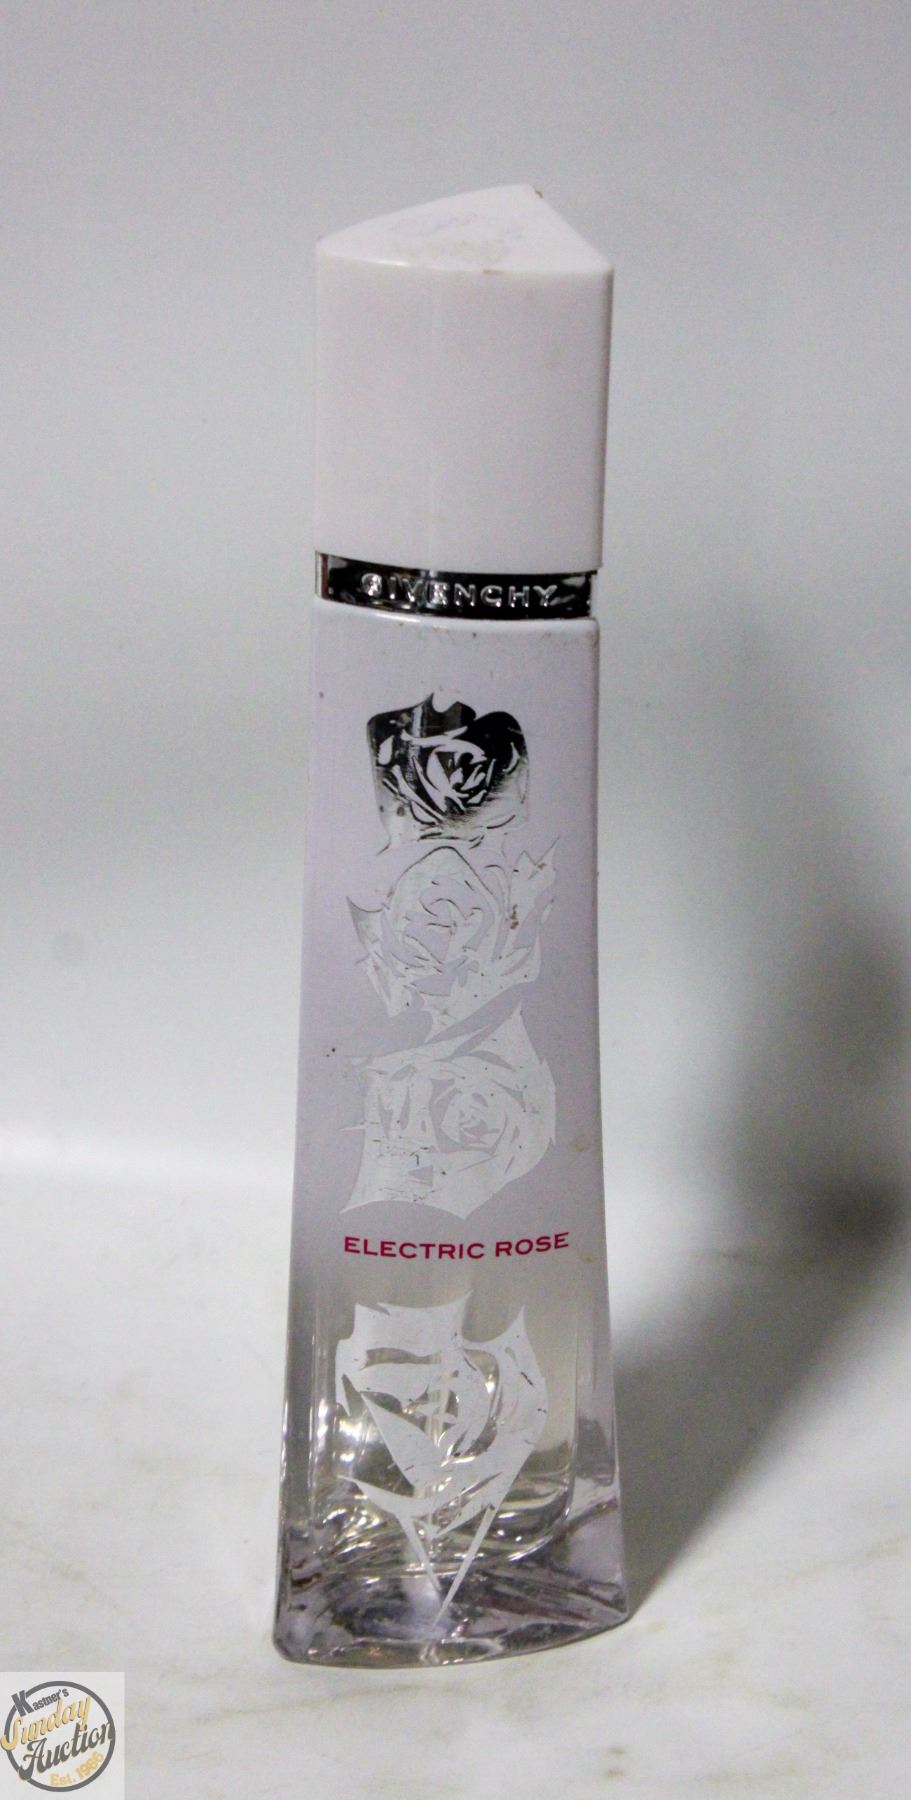 GIVENCHY
ELECTRIC ROSE
Kastner's
Sunday
Auction
Est. 1966